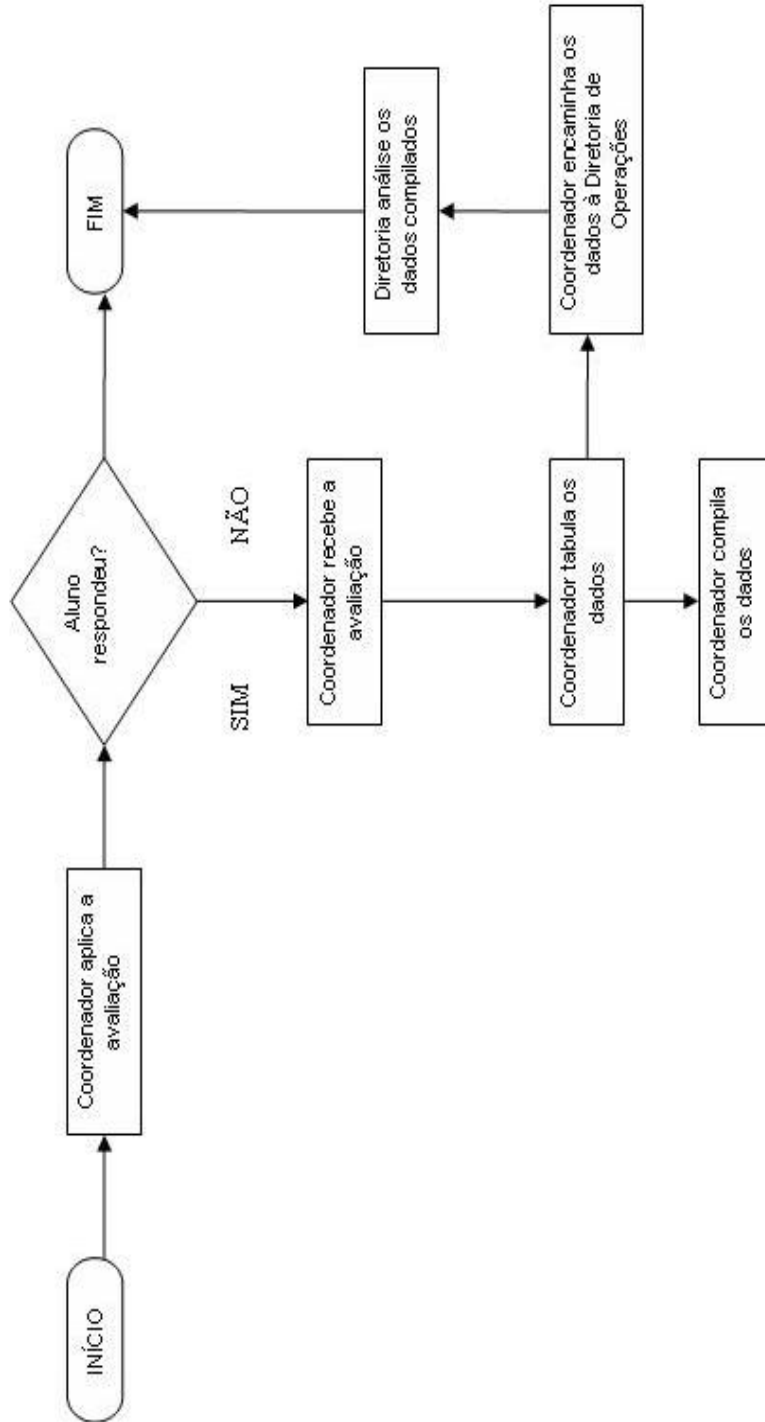 INÍCIO
Coordenador aplica a
avaliação
Aluno
respondeu?
SIM
NÃO
FIM
Coordenador recebe a
avaliação
Coordenador tabula os
dados
Coordenador compila
os dados
Coordenador encaminha os
dados à Diretoria de
Operações
Diretoria análise os
dados compilados